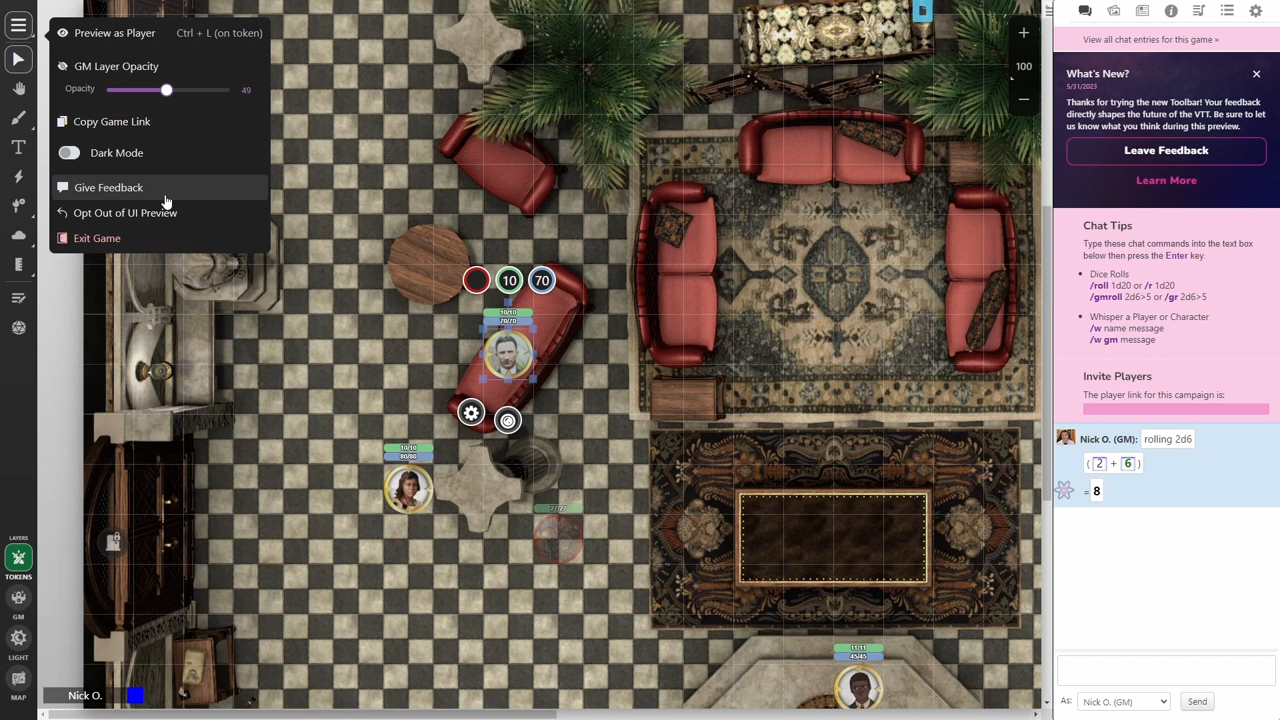 Preview as Player Ctrl + L (on token)
GM Layer Opacity
Opacity 49
Copy Game Link
Dark Mode
Give Feedback
Opt Out of UI Preview
Exit Game
LAYERS
TOKENS
GM
LIGHT
MAP
Nick O.
100
10 70
10/10
70/70
10/10
80/80
11/11
45/45
View all chat entries for this game »
What's New?
5/31/2023
Thanks for trying the new Toolbar! Your feedback
directly shapes the future of the VTT. Be sure to let
us know what you think during this preview.
Leave Feedback
Learn More
Chat Tips
Type these chat commands into the text box
below then press the Enter key.
Dice Rolls
/roll 1d20 or /r 1d20
/gmroll 2d6>5 or /gr 2d6>5
Whisper a Player or Character
/w name message
/w gm message
Invite Players
The player link for this campaign is:
Nick O. (GM): rolling 2d6
(2 + 6)
= 8
As: Nick O. (GM) Send